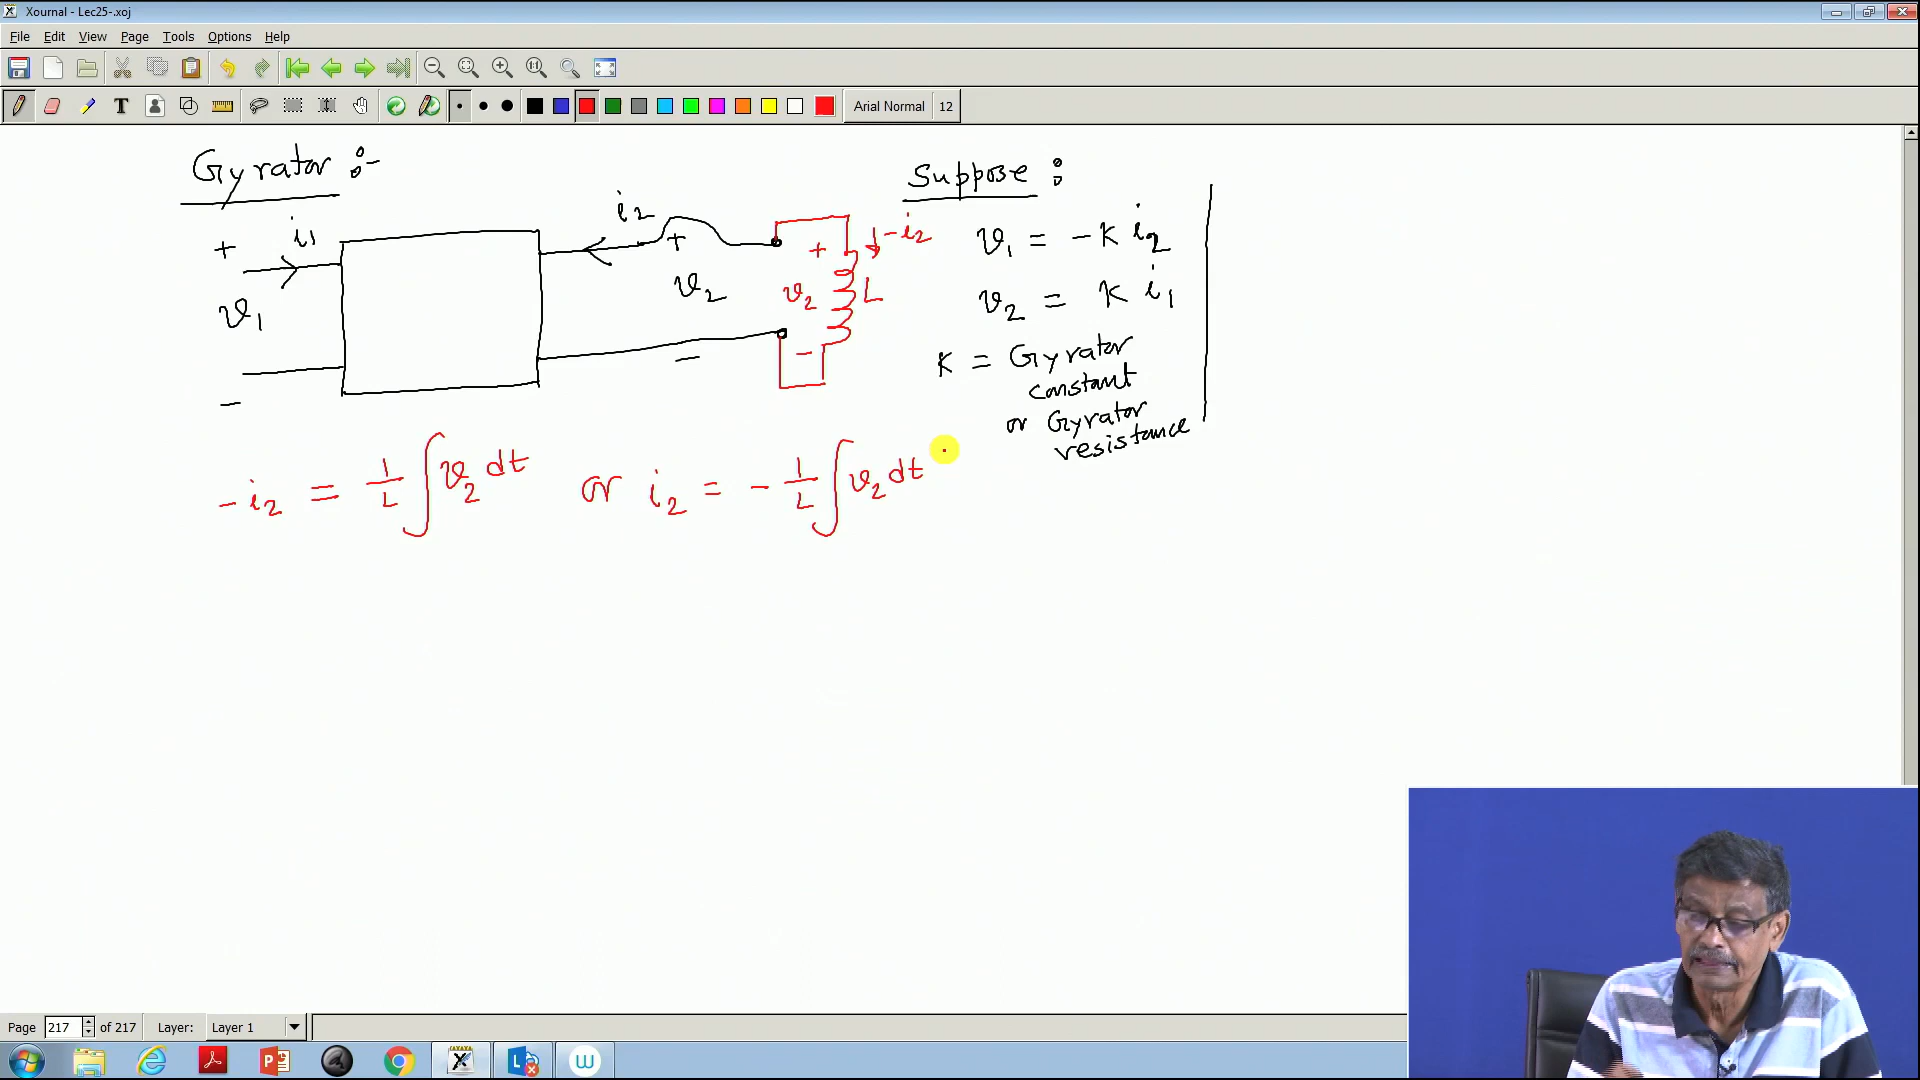 Xournal - Lec25-.xoj
File Edit View Page Tools Options Help
Arial Normal 12
Gyrator :-
Suppose :
+ i1 i2 + + -i2
v1 v2 v2 L
- - -
v1 = -K i2
v2 = K i1
K = Gyrator
constant
or Gyrator
resistance
-i2 = 1/L ∫ v2 dt or i2 = - 1/L ∫ v2 dt
Page 217 of 217 Layer: Layer 1